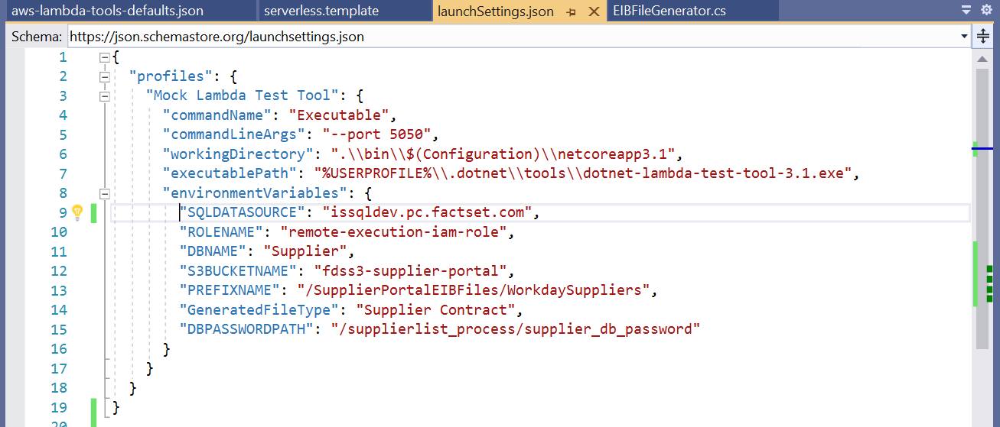 aws-lambda-tools-defaults.json serverless.template launchSettings.json EIBFileGenerator.cs
Schema: https://json.schemastore.org/launchsettings.json
1 {
2 "profiles": {
3 "Mock Lambda Test Tool": {
4 "commandName": "Executable",
5 "commandLineArgs": "--port 5050",
6 "workingDirectory": ".\\bin\\$(Configuration)\\netcoreapp3.1",
7 "executablePath": "%USERPROFILE%\\.dotnet\\tools\\dotnet-lambda-test-tool-3.1.exe",
8 "environmentVariables": {
9 "SQLDATASOURCE": "issqldev.pc.factset.com",
10 "ROLENAME": "remote-execution-iam-role",
11 "DBNAME": "Supplier",
12 "S3BUCKETNAME": "fdss3-supplier-portal",
13 "PREFIXNAME": "/SupplierPortalEIBFiles/WorkdaySuppliers",
14 "GeneratedFileType": "Supplier Contract",
15 "DBPASSWORDPATH": "/supplierlist_process/supplier_db_password"
16 }
17 }
18 }
19 }
20